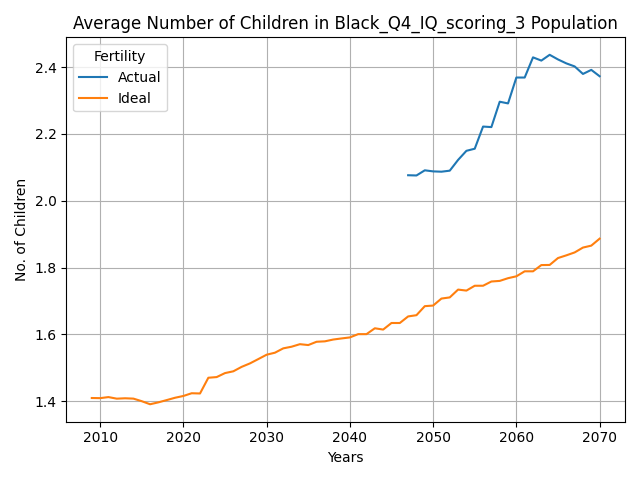 Average Number of Children in Black_Q4_IQ_scoring_3 Population
Fertility
Actual
Ideal
No. of Children
2.4
2.2
2.0
1.8
1.6
1.4
2010 2020 2030 2040 2050 2060 2070
Years